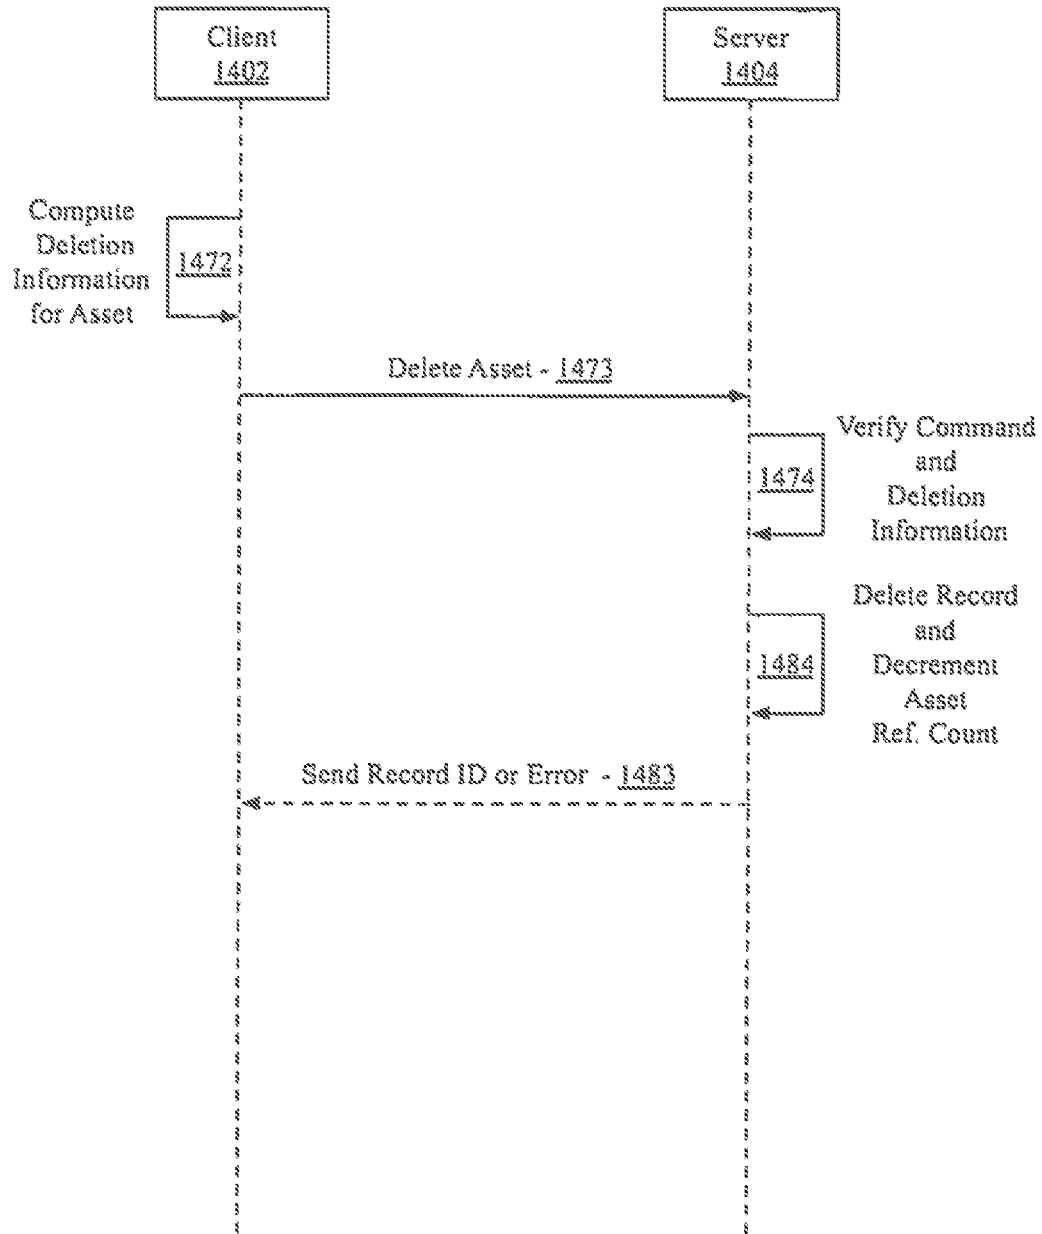 Client
1402
Server
1404
Compute
Deletion
Information
for Asset
1472
Delete Asset - 1473
Verify Command
and
Deletion
Information
1474
Delete Record
and
Decrement
Asset
Ref. Count
1484
Send Record ID or Error - 1483